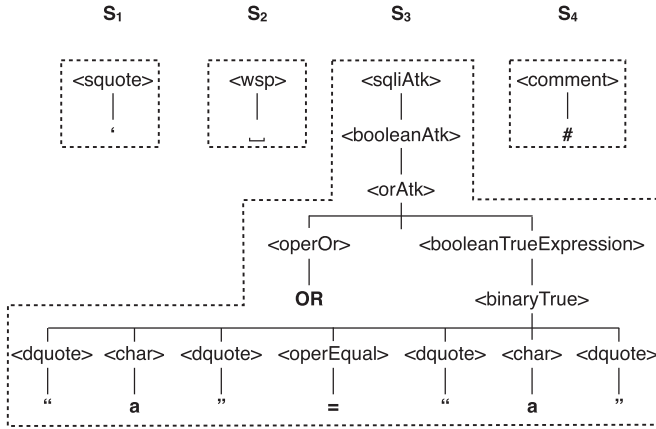 S1 S2 S3 S4
<squote> <wsp> <sqliAtk> <comment>
‘ ⎵ #
<booleanAtk>
<orAtk>
<operOr> <booleanTrueExpression>
OR <binaryTrue>
<dquote> <char> <dquote> <operEqual> <dquote> <char> <dquote>
“ a ” = “ a ”